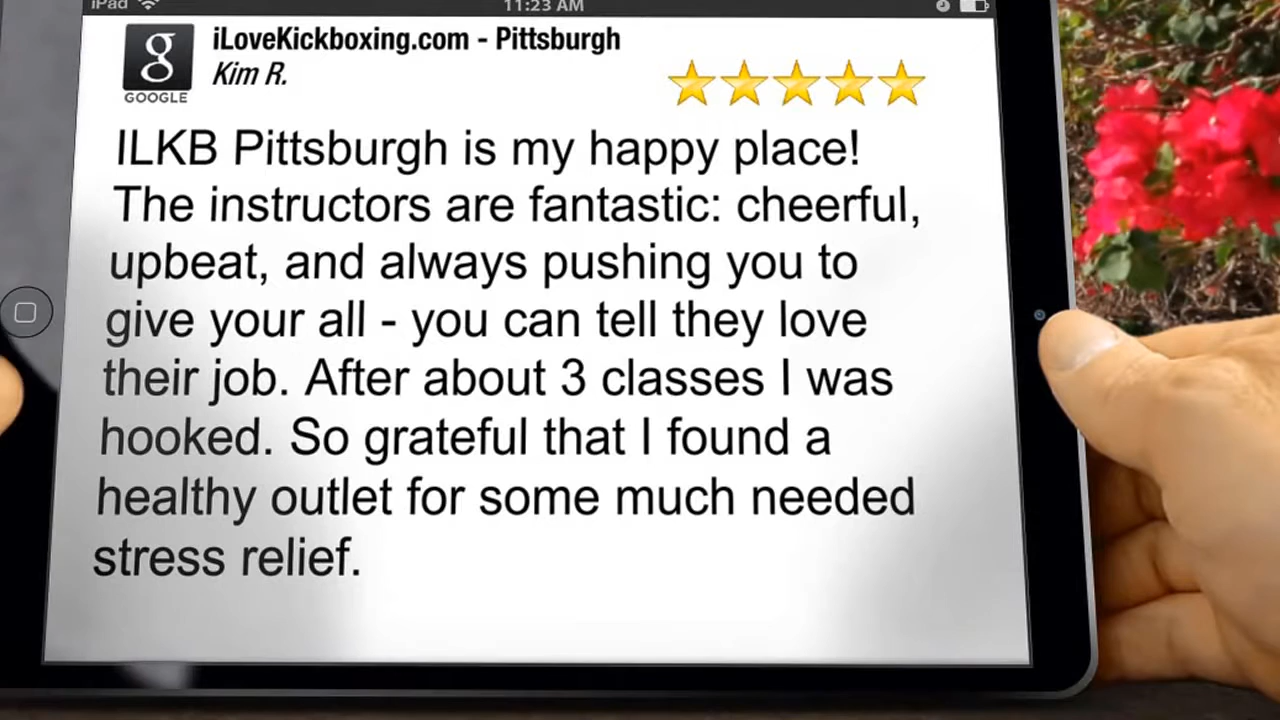 iPad 11:23 AM
iLoveKickboxing.com - Pittsburgh
Kim R.
g
GOOGLE
ILKB Pittsburgh is my happy place!
The instructors are fantastic: cheerful,
upbeat, and always pushing you to
give your all - you can tell they love
their job. After about 3 classes I was
hooked. So grateful that I found a
healthy outlet for some much needed
stress relief.